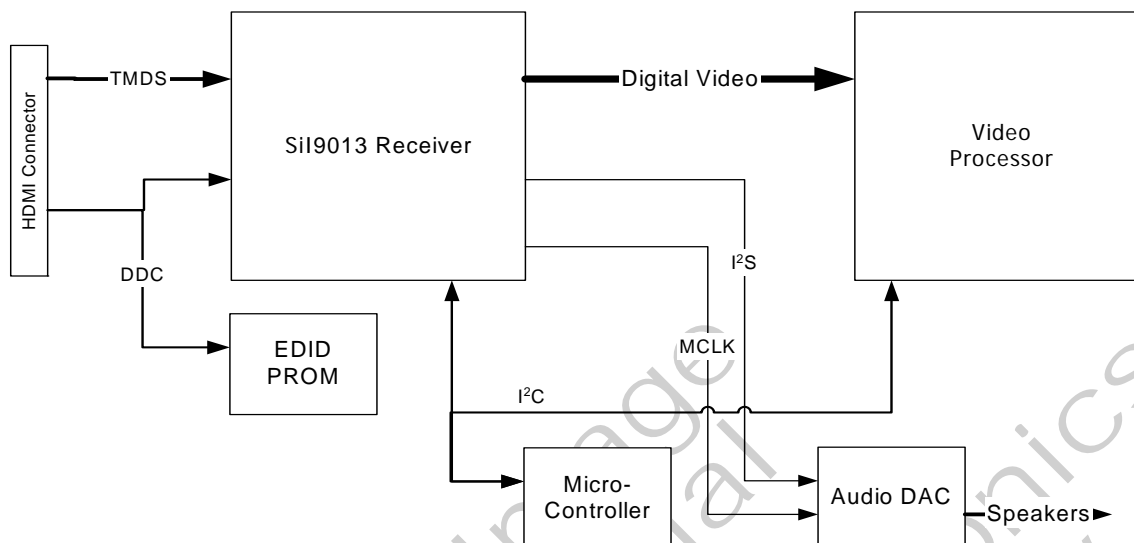 HDMI Connector
TMDS
SiI9013 Receiver
Digital Video
Video
Processor
DDC
I²S
EDID
PROM
MCLK
I²C
Micro-
Controller
Audio DAC
Speakers